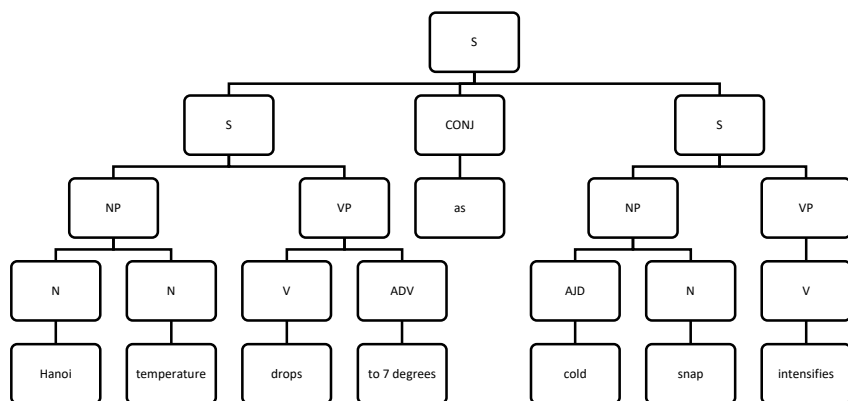 S
S CONJ S
NP VP as NP VP
N N V ADV AJD N V
Hanoi temperature drops to 7 degrees cold snap intensifies